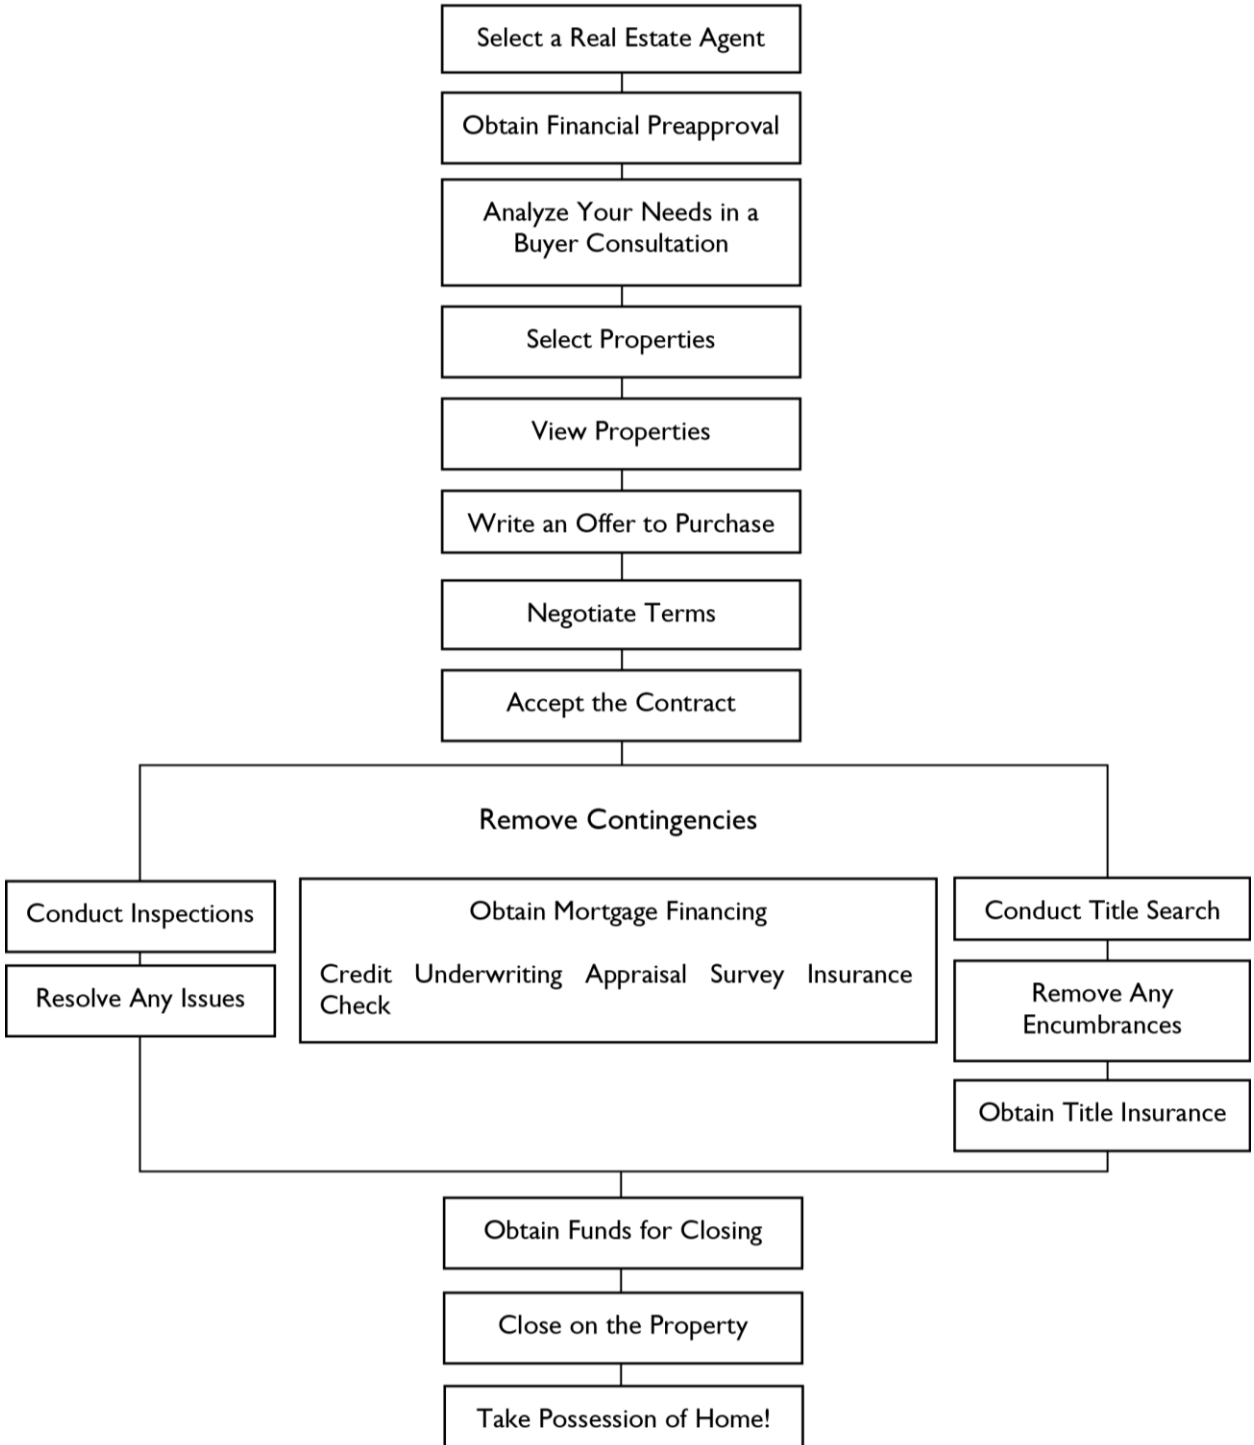 Select a Real Estate Agent
Obtain Financial Preapproval
Analyze Your Needs in a
Buyer Consultation
Select Properties
View Properties
Write an Offer to Purchase
Negotiate Terms
Accept the Contract
Remove Contingencies
Conduct Inspections
Resolve Any Issues
Obtain Mortgage Financing
Credit Underwriting Appraisal Survey Insurance
Check
Conduct Title Search
Remove Any
Encumbrances
Obtain Title Insurance
Obtain Funds for Closing
Close on the Property
Take Possession of Home!